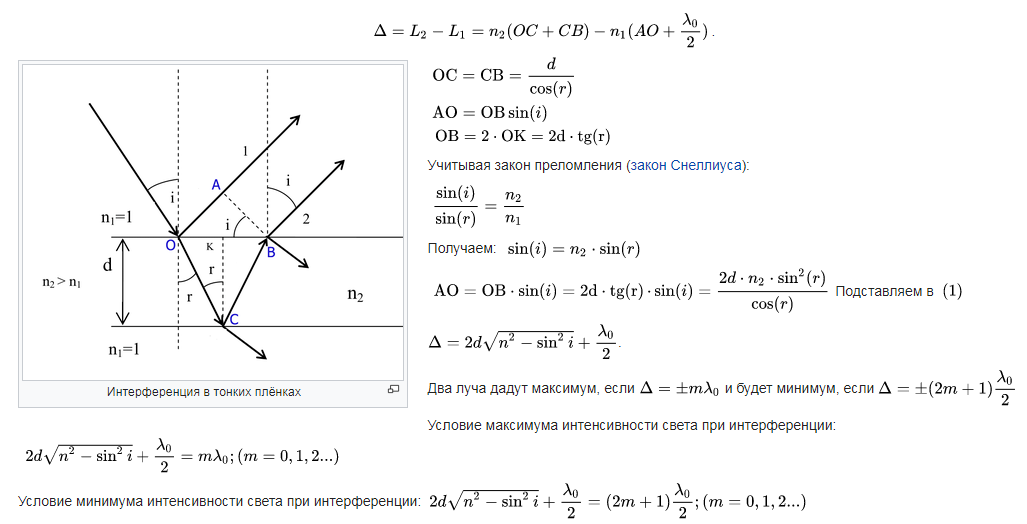 Δ = L₂ − L₁ = n₂(OC + CB) − n₁(AO + λ₀/2) .
OC = CB = d/cos(r)
AO = OB sin(i)
OB = 2 · OK = 2d · tg(r)
Учитывая закон преломления (закон Снеллиуса):
sin(i)/sin(r) = n₂/n₁
Получаем: sin(i) = n₂ · sin(r)
AO = OB · sin(i) = 2d · tg(r) · sin(i) = 2d · n₂ · sin²(r)/cos(r) Подставляем в (1)
Δ = 2d√(n² − sin² i) + λ₀/2.
Два луча дадут максимум, если Δ = ±mλ₀ и будет минимум, если Δ = ±(2m + 1)λ₀/2
Условие максимума интенсивности света при интерференции:
1
A
i
i
i
2
n₁=1
O
К
B
d
r
n₂ > n₁
r
n₂
C
n₁=1
Интерференция в тонких плёнках
2d√(n² − sin² i) + λ₀/2 = mλ₀; (m = 0, 1, 2...)
Условие минимума интенсивности света при интерференции: 2d√(n² − sin² i) + λ₀/2 = (2m + 1)λ₀/2; (m = 0, 1, 2...)